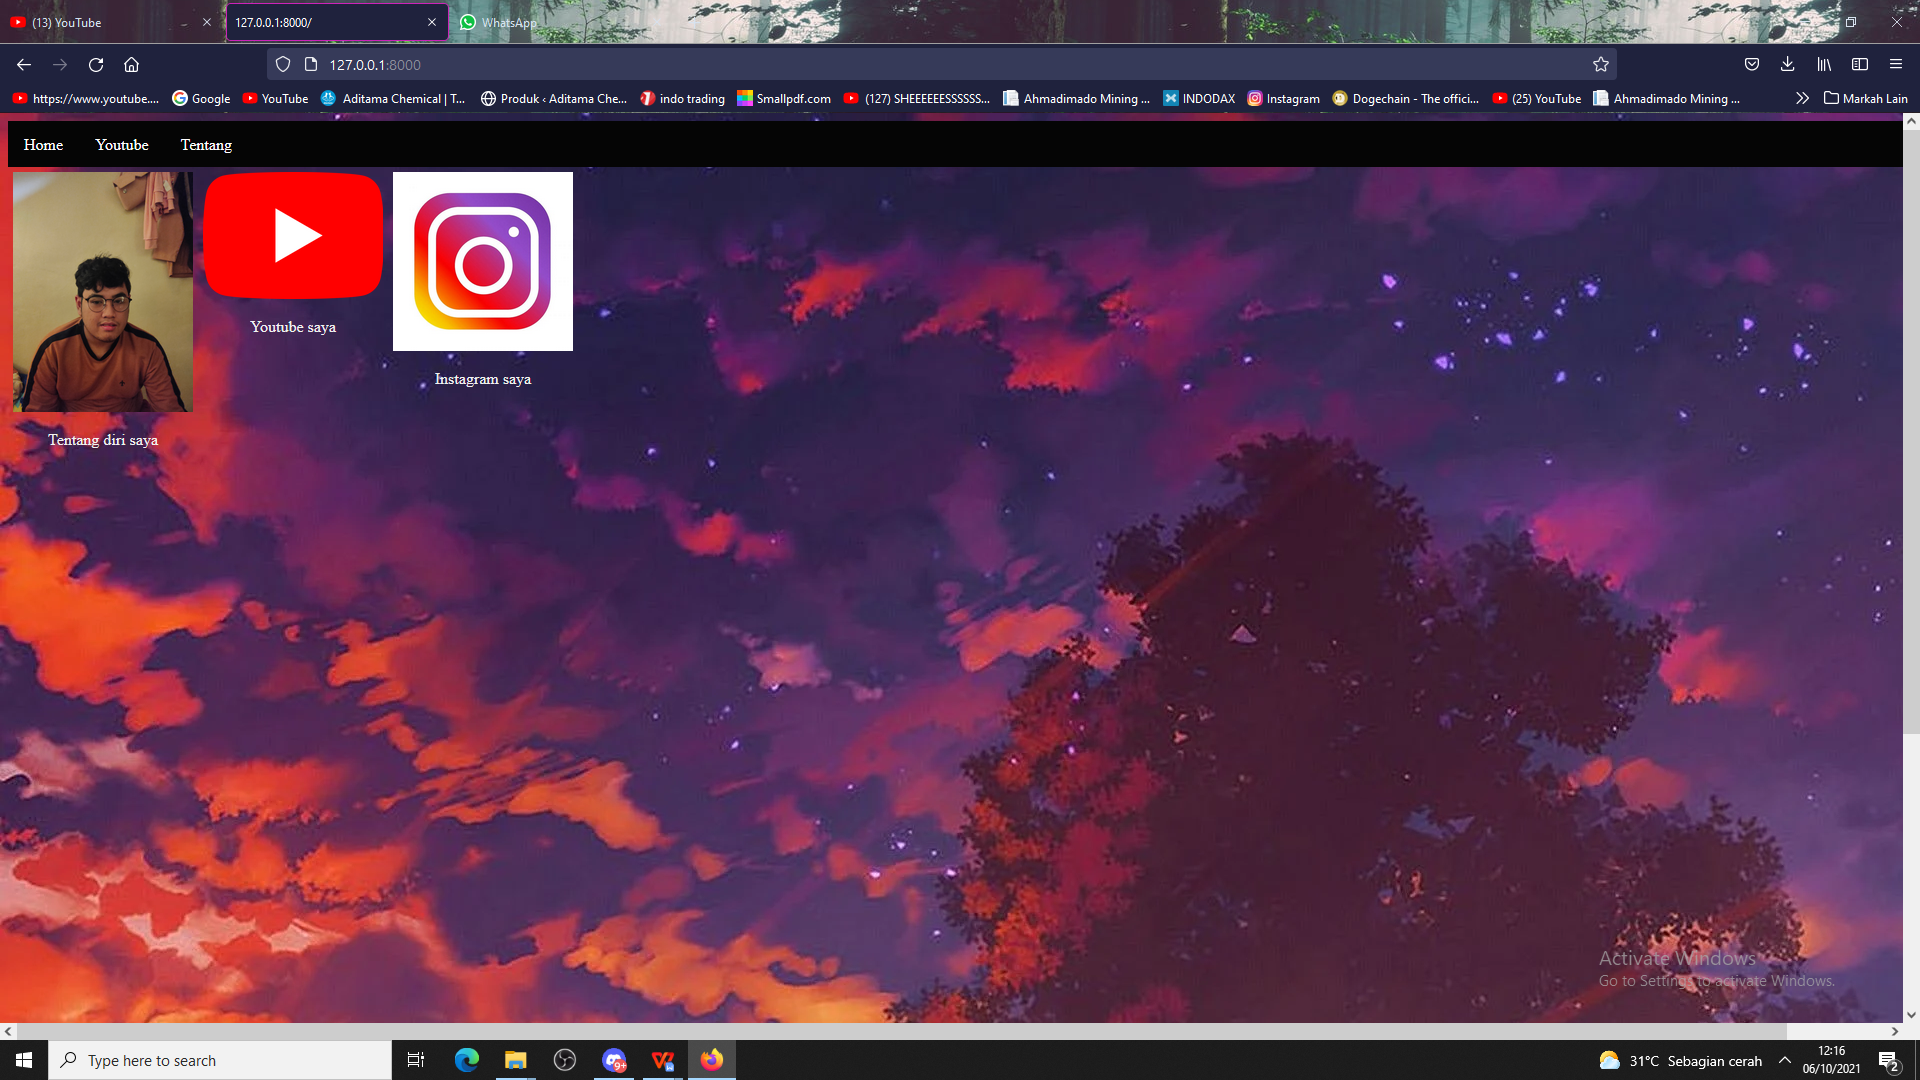 (13) YouTube
127.0.0.1:8000/
WhatsApp
127.0.0.1:8000
https://www.youtube....
Google
YouTube
Aditama Chemical | T...
Produk ‹ Aditama Che...
indo trading
Smallpdf.com
(127) SHEEEEEESSSSSS...
Ahmadimado Mining ...
INDODAX
Instagram
Dogechain - The offici...
(25) YouTube
Ahmadimado Mining ...
Markah Lain
Home
Youtube
Tentang
Youtube saya
Instagram saya
Tentang diri saya
Activate Windows
Go to Settings to activate Windows.
Type here to search
9+
31°C Sebagian cerah
12:16
06/10/2021
2